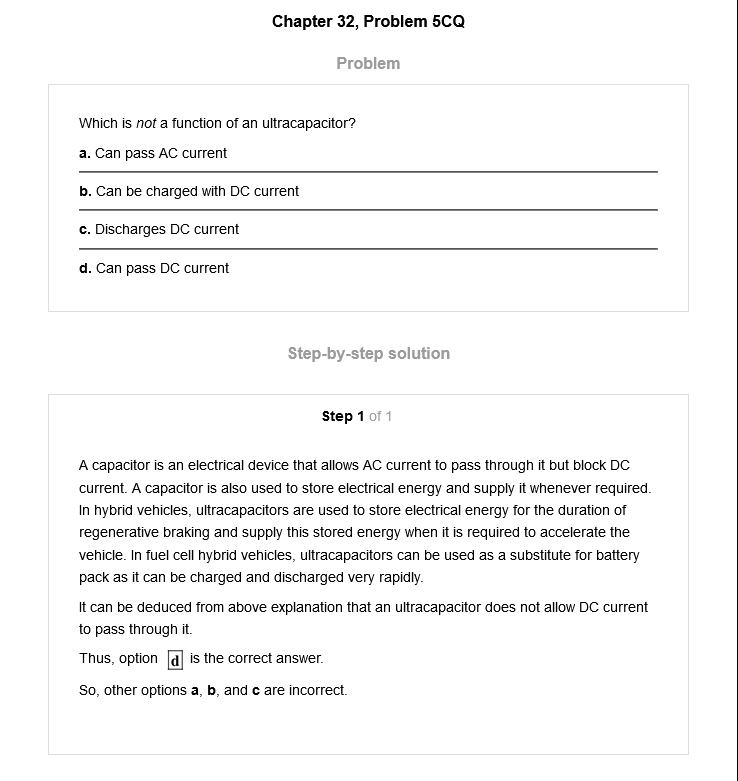 Chapter 32, Problem 5CQ
Problem
Which is not a function of an ultracapacitor?
a. Can pass AC current
b. Can be charged with DC current
c. Discharges DC current
d. Can pass DC current
Step-by-step solution
Step 1 of 1
A capacitor is an electrical device that allows AC current to pass through it but block DC
current. A capacitor is also used to store electrical energy and supply it whenever required.
In hybrid vehicles, ultracapacitors are used to store electrical energy for the duration of
regenerative braking and supply this stored energy when it is required to accelerate the
vehicle. In fuel cell hybrid vehicles, ultracapacitors can be used as a substitute for battery
pack as it can be charged and discharged very rapidly.
It can be deduced from above explanation that an ultracapacitor does not allow DC current
to pass through it.
Thus, option d is the correct answer.
So, other options a, b, and c are incorrect.